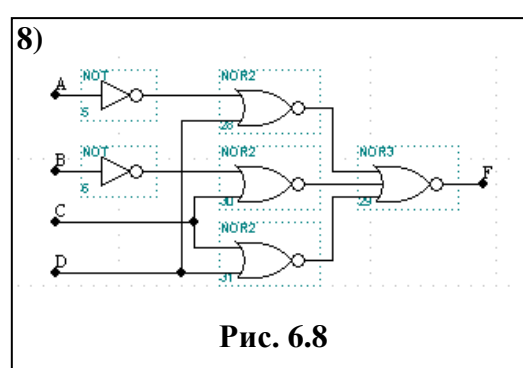 8)
A NOT NOR2
5 28
B NOT NOR2 NOR3 F
6 30 29
C
NOR2
D 31
Рис. 6.8